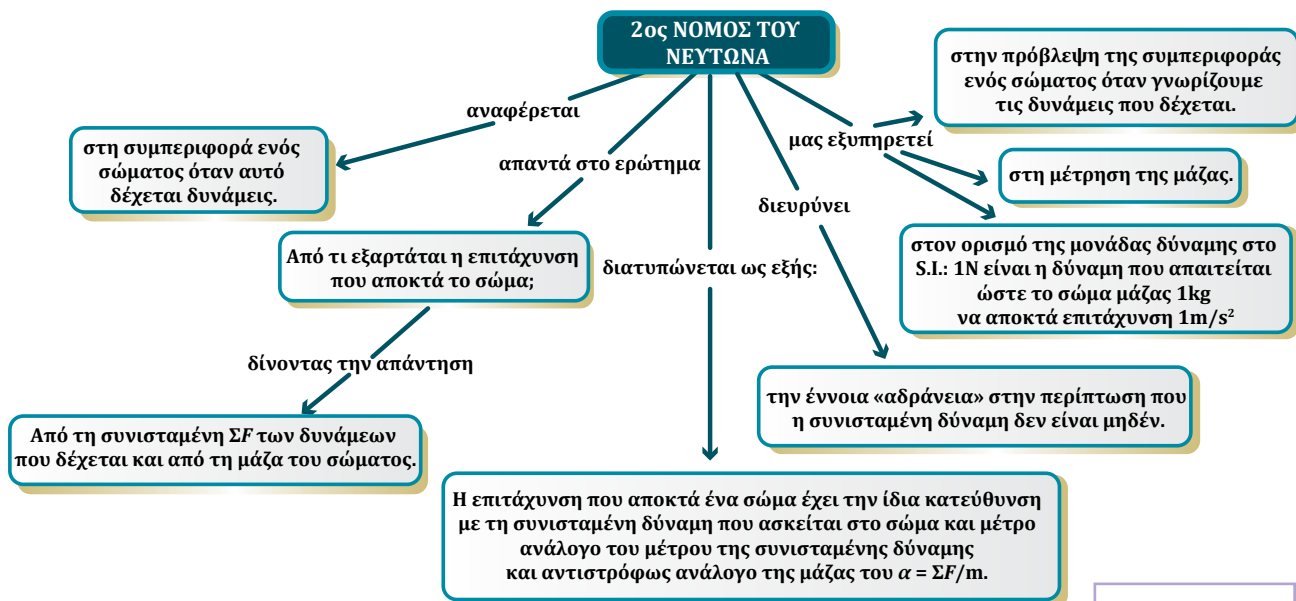 2ος ΝΟΜΟΣ ΤΟΥ
ΝΕΥΤΩΝΑ
αναφέρεται
στη συμπεριφορά ενός
σώματος όταν αυτό
δέχεται δυνάμεις.
απαντά στο ερώτημα
Από τι εξαρτάται η επιτάχυνση
που αποκτά το σώμα;
δίνοντας την απάντηση
Από τη συνισταμένη ΣF των δυνάμεων
που δέχεται και από τη μάζα του σώματος.
διατυπώνεται ως εξής:
Η επιτάχυνση που αποκτά ένα σώμα έχει την ίδια κατεύθυνση
με τη συνισταμένη δύναμη που ασκείται στο σώμα και μέτρο
ανάλογο του μέτρου της συνισταμένης δύναμης
και αντιστρόφως ανάλογο της μάζας του α = ΣF/m.
διευρύνει
την έννοια «αδράνεια» στην περίπτωση που
η συνισταμένη δύναμη δεν είναι μηδέν.
μας εξυπηρετεί
στην πρόβλεψη της συμπεριφοράς
ενός σώματος όταν γνωρίζουμε
τις δυνάμεις που δέχεται.
στη μέτρηση της μάζας.
στον ορισμό της μονάδας δύναμης στο
S.I.: 1N είναι η δύναμη που απαιτείται
ώστε το σώμα μάζας 1kg
να αποκτά επιτάχυνση 1m/s²